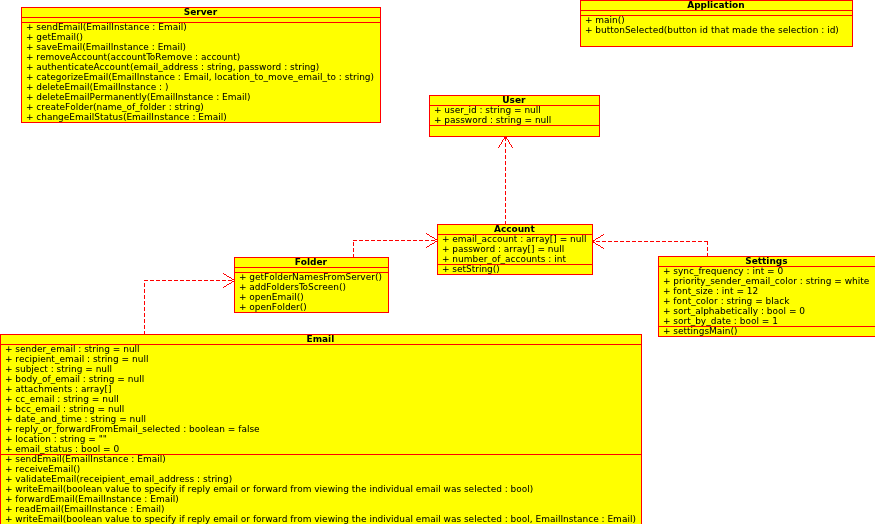 Server
+ sendEmail(EmailInstance : Email)
+ getEmail()
+ saveEmail(EmailInstance : Email)
+ removeAccount(accountToRemove : account)
+ authenticateAccount(email_address : string, password : string)
+ categorizeEmail(EmailInstance : Email, location_to_move_email_to : string)
+ deleteEmail(EmailInstance : )
+ deleteEmailPermanently(EmailInstance : Email)
+ createFolder(name_of_folder : string)
+ changeEmailStatus(EmailInstance : Email)
Application
+ main()
+ buttonSelected(button id that made the selection : id)
User
+ user_id : string = null
+ password : string = null
Account
+ email_account : array[] = null
+ password : array[] = null
+ number_of_accounts : int
+ setString()
Folder
+ getFolderNamesFromServer()
+ addFoldersToScreen()
+ openEmail()
+ openFolder()
Settings
+ sync_frequency : int = 0
+ priority_sender_email_color : string = white
+ font_size : int = 12
+ font_color : string = black
+ sort_alphabetically : bool = 0
+ sort_by_date : bool = 1
+ settingsMain()
Email
+ sender_email : string = null
+ recipient_email : string = null
+ subject : string = null
+ body_of_email : string = null
+ attachments : array[]
+ cc_email : string = null
+ bcc_email : string = null
+ date_and_time : string = null
+ reply_or_forwardFromEmail_selected : boolean = false
+ location : string = ""
+ email_status : bool = 0
+ sendEmail(EmailInstance : Email)
+ receiveEmail()
+ validateEmail(receipient_email_address : string)
+ writeEmail(boolean value to specify if reply email or forward from viewing the individual email was selected : bool)
+ forwardEmail(EmailInstance : Email)
+ readEmail(EmailInstance : Email)
+ writeEmail(boolean value to specify if reply email or forward from viewing the individual email was selected : bool, EmailInstance : Email)